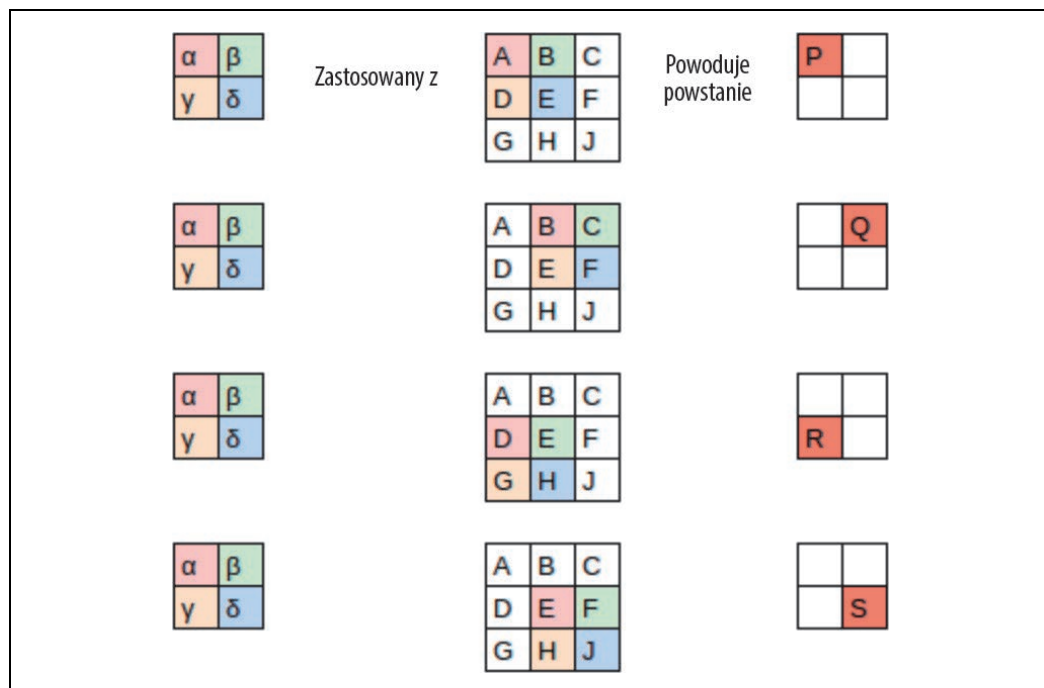 α β
γ δ
Zastosowany z
A B C
D E F
G H J
Powoduje
powstanie
P
α β
γ δ
A B C
D E F
G H J
Q
α β
γ δ
A B C
D E F
G H J
R
α β
γ δ
A B C
D E F
G H J
S